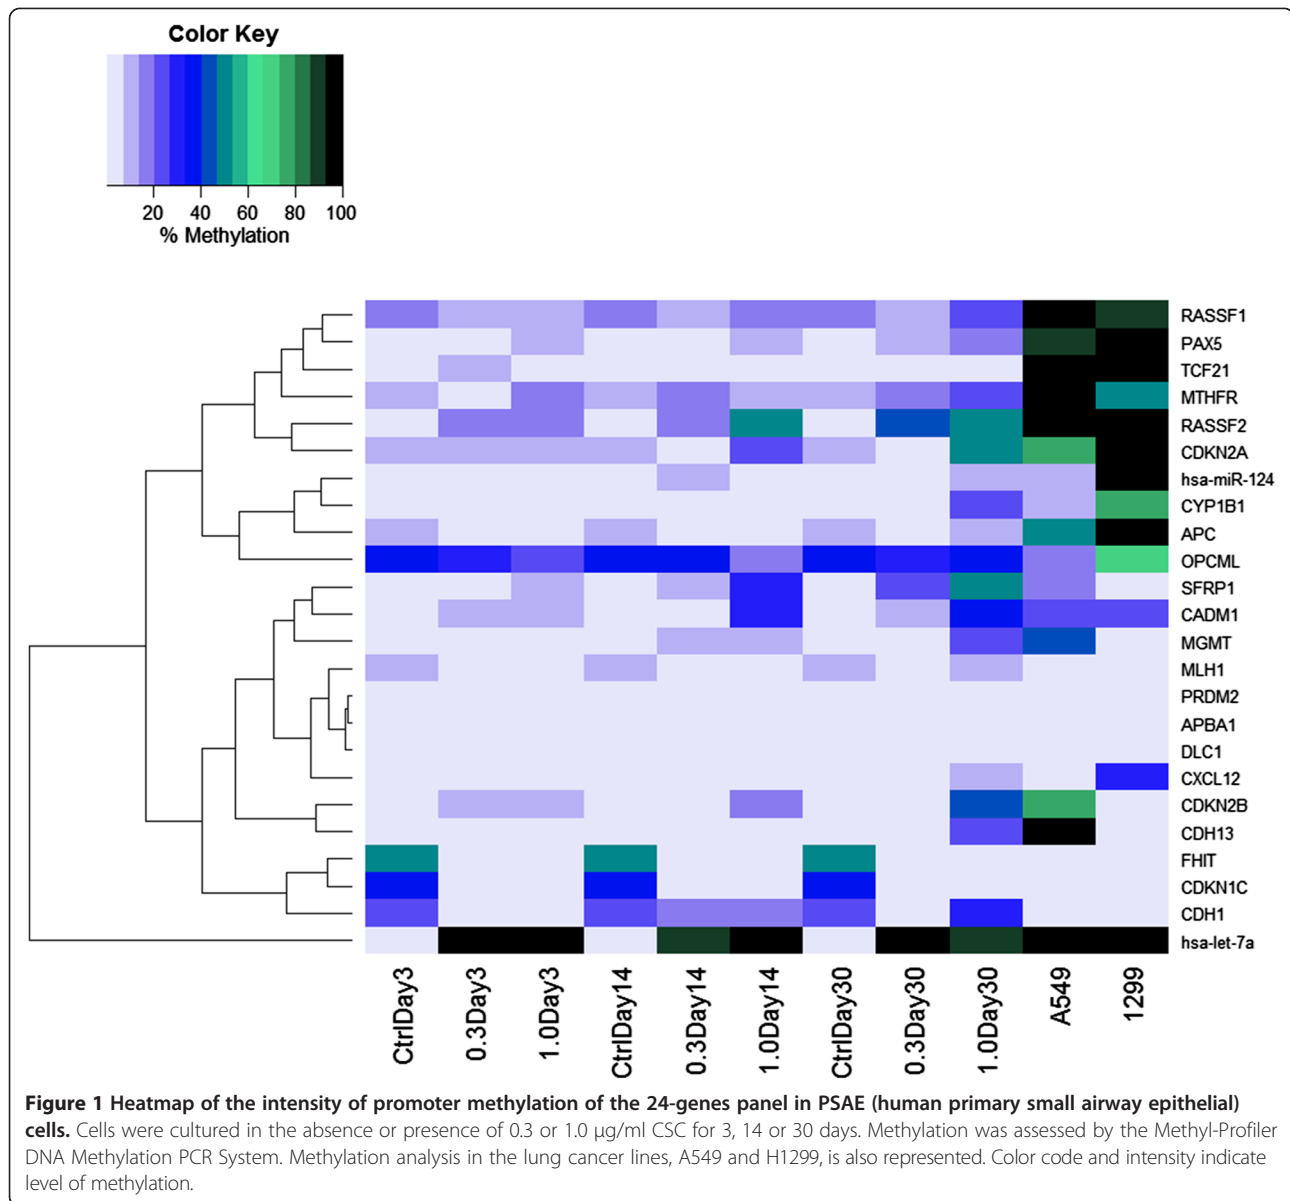 Color Key
20 40 60 80 100
% Methylation
RASSF1
PAX5
TCF21
MTHFR
RASSF2
CDKN2A
hsa-miR-124
CYP1B1
APC
OPCML
SFRP1
CADM1
MGMT
MLH1
PRDM2
APBA1
DLC1
CXCL12
CDKN2B
CDH13
FHIT
CDKN1C
CDH1
hsa-let-7a
CtrlDay3
0.3Day3
1.0Day3
CtrlDay14
0.3Day14
1.0Day14
CtrlDay30
0.3Day30
1.0Day30
A549
1299
Figure 1 Heatmap of the intensity of promoter methylation of the 24-genes panel in PSAE (human primary small airway epithelial)
cells. Cells were cultured in the absence or presence of 0.3 or 1.0 μg/ml CSC for 3, 14 or 30 days. Methylation was assessed by the Methyl-Profiler
DNA Methylation PCR System. Methylation analysis in the lung cancer lines, A549 and H1299, is also represented. Color code and intensity indicate
level of methylation.